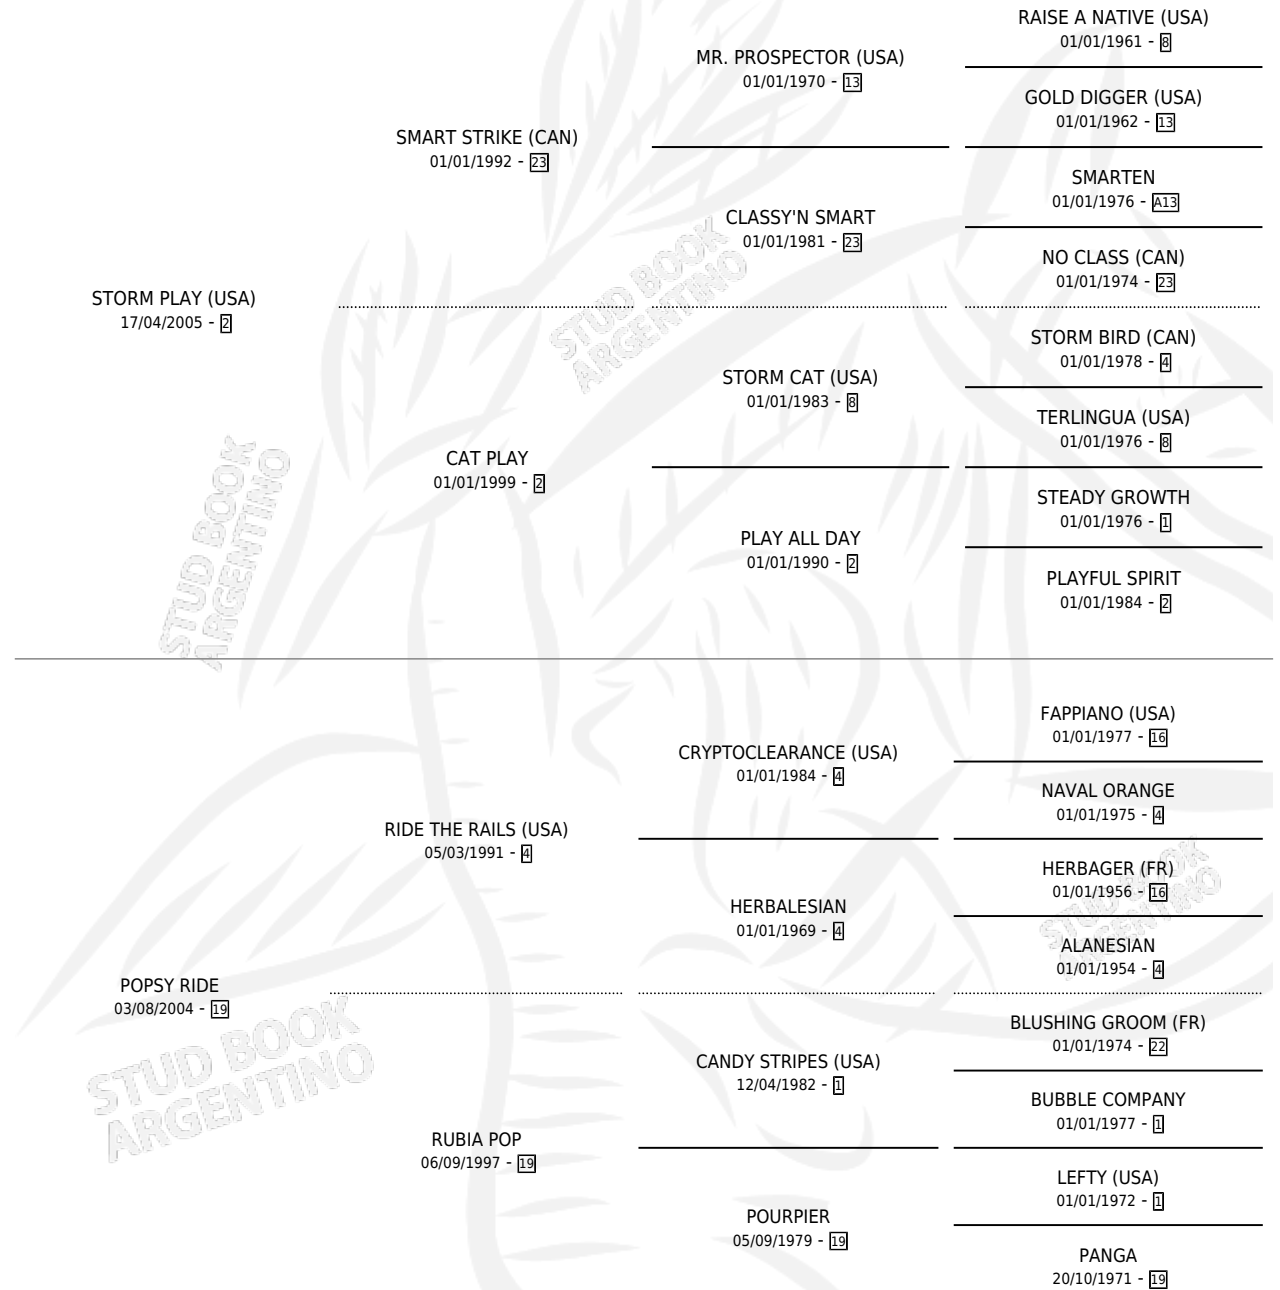 RAISE A NATIVE (USA)
01/01/1961 - 8
MR. PROSPECTOR (USA)
01/01/1970 - 13
GOLD DIGGER (USA)
01/01/1962 - 13
SMART STRIKE (CAN)
01/01/1992 - 23
SMARTEN
01/01/1976 - A13
CLASSY'N SMART
01/01/1981 - 23
NO CLASS (CAN)
01/01/1974 - 23
STORM PLAY (USA)
17/04/2005 - 2
STUD BOOK
ARGENTINO
STORM BIRD (CAN)
01/01/1978 - 4
STORM CAT (USA)
01/01/1983 - 8
TERLINGUA (USA)
01/01/1976 - 8
CAT PLAY
01/01/1999 - 2
STEADY GROWTH
01/01/1976 - 1
PLAY ALL DAY
01/01/1990 - 2
PLAYFUL SPIRIT
01/01/1984 - 2
STUD BOOK
ARGENTINO
FAPPIANO (USA)
01/01/1977 - 16
CRYPTOCLEARANCE (USA)
01/01/1984 - 4
NAVAL ORANGE
01/01/1975 - 4
RIDE THE RAILS (USA)
05/03/1991 - 4
HERBAGER (FR)
01/01/1956 - 16
HERBALESIAN
01/01/1969 - 4
STUD BOOK
ARGENTINO
ALANESIAN
01/01/1954 - 4
POPSY RIDE
03/08/2004 - 19
STUD BOOK
ARGENTINO
BLUSHING GROOM (FR)
01/01/1974 - 22
CANDY STRIPES (USA)
12/04/1982 - 1
BUBBLE COMPANY
01/01/1977 - 1
RUBIA POP
06/09/1997 - 19
LEFTY (USA)
01/01/1972 - 1
POURPIER
05/09/1979 - 19
PANGA
20/10/1971 - 19